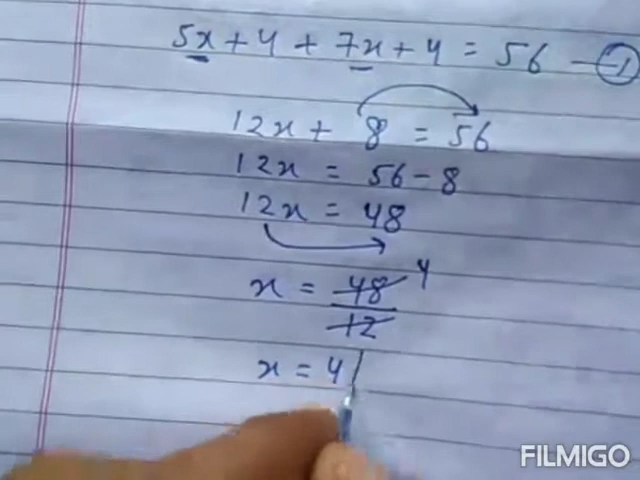 5x + 4 + 7x + 4 = 56 — 1
12x + 8 = 56
12x = 56 - 8
12x = 48
x = 48/12 4
x = 4
FILMIGO